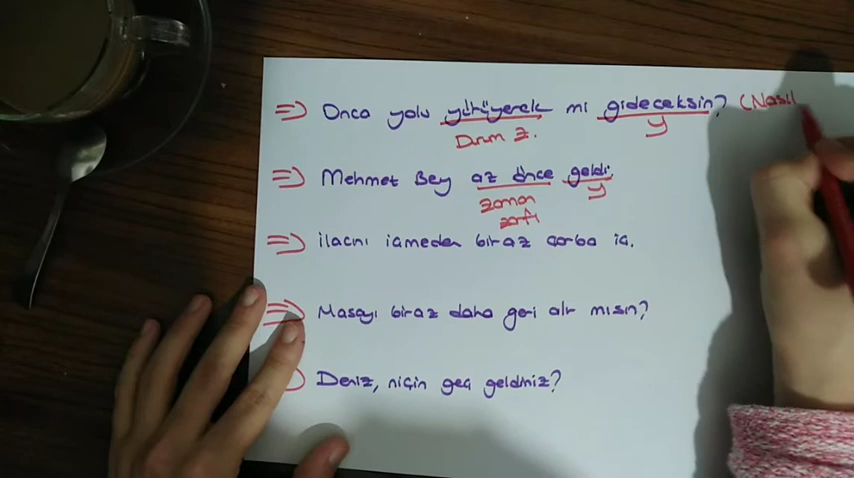 ⇒ Onca yolu yürüyerek mi gideceksin? (Nasıl
Durum z. y
⇒ Mehmet Bey az önce geldi.
zaman y
zarfı
⇒ ilacını içmeden biraz çorba iç.
⇒ Masayı biraz daha geri alır mısın?
Deniz, niçin geç geldiniz?